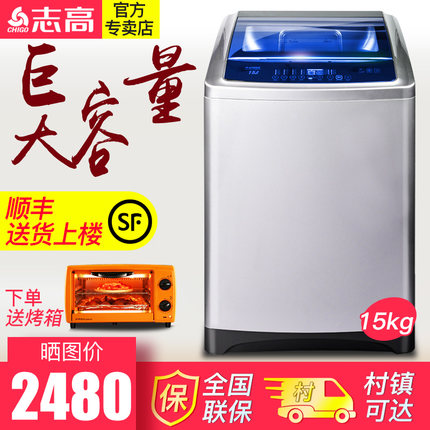 CHIGO
志高
官方
专卖店
巨大容量
顺丰
送货上楼
SF
下单
送烤箱
15kg
晒图价
2480
保
全国
联保
村
村镇
可达